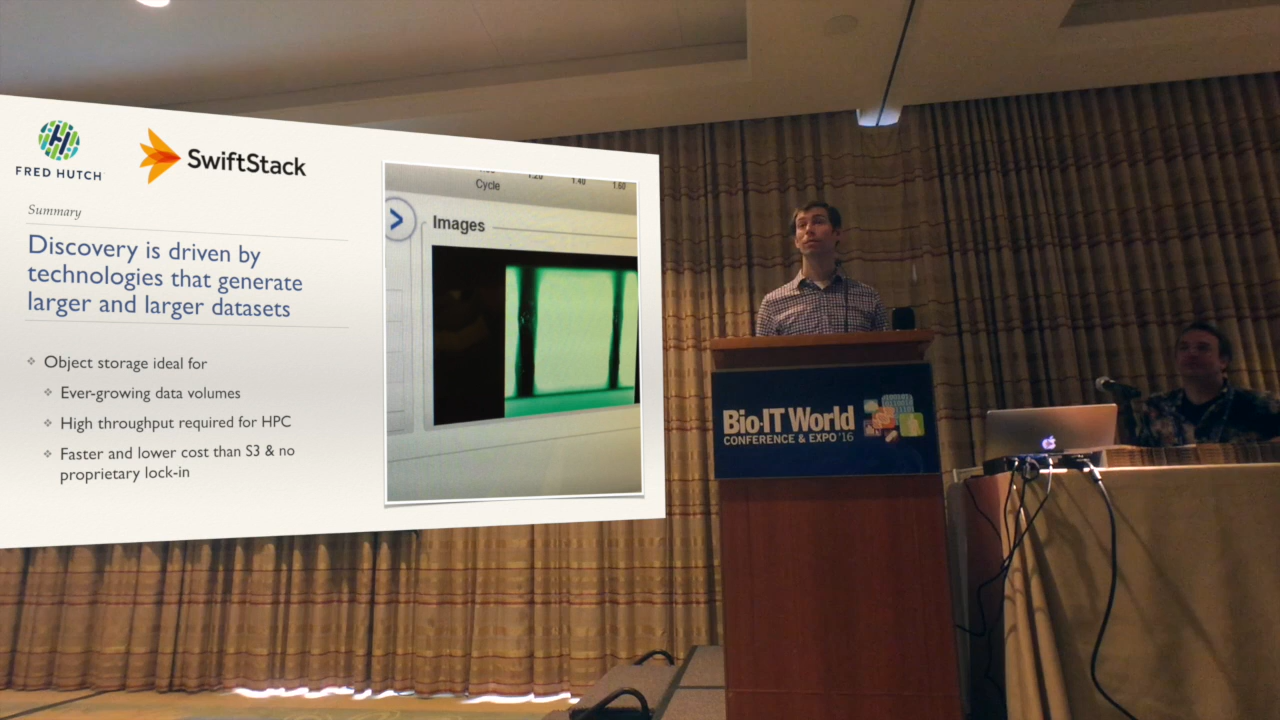 FRED HUTCH
SwiftStack
Summary
Discovery is driven by
technologies that generate
larger and larger datasets
Object storage ideal for
Ever-growing data volumes
High throughput required for HPC
Faster and lower cost than S3 & no
proprietary lock-in
1.20
1.40
1.60
Cycle
Images
Bio-IT World
CONFERENCE & EXPO '16